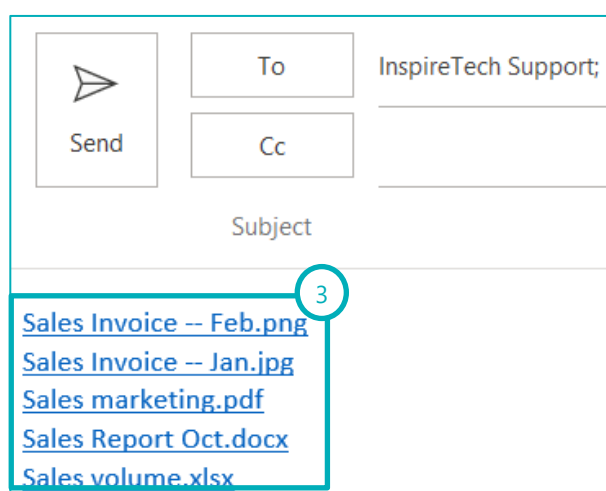 To
InspireTech Support;
Send
Cc
Subject
3
Sales Invoice -- Feb.png
Sales Invoice -- Jan.jpg
Sales marketing.pdf
Sales Report Oct.docx
Sales volume.xlsx